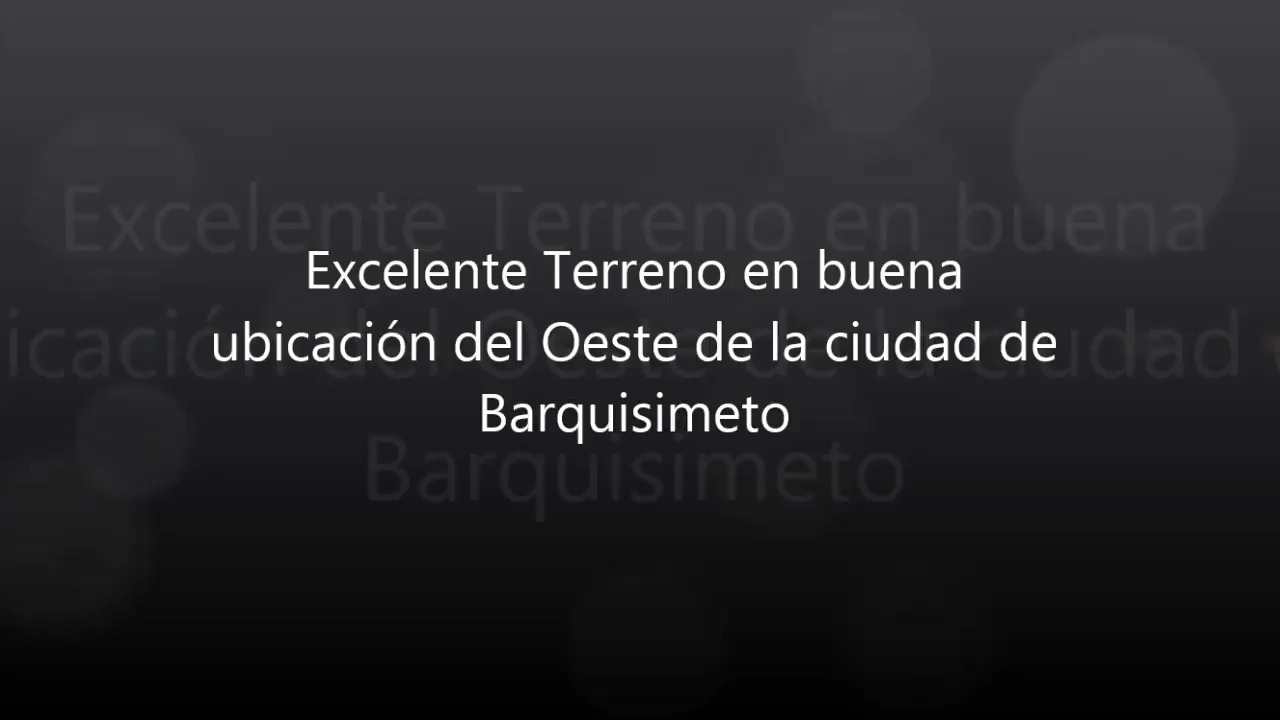 Excelente Terreno en buena
ubicación del Oeste de la ciudad de
Barquisimeto